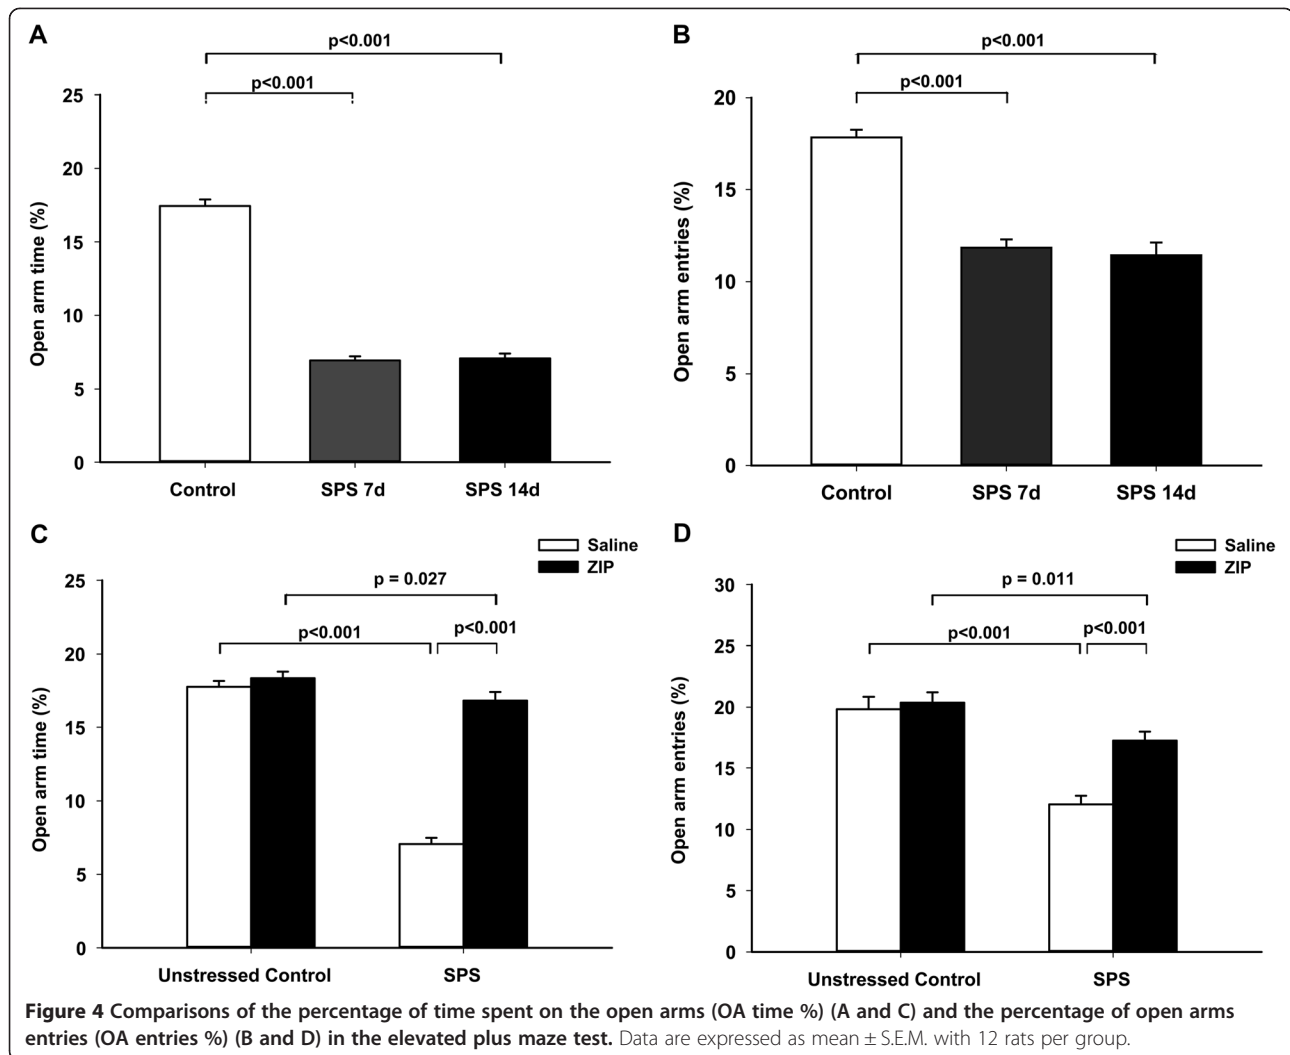 A
p<0.001
p<0.001
25
20
15
10
5
0
Open arm time (%)
Control SPS 7d SPS 14d
B
p<0.001
p<0.001
20
15
10
5
0
Open arm entries (%)
Control SPS 7d SPS 14d
C
Saline
ZIP
p = 0.027
p<0.001 p<0.001
25
20
15
10
5
0
Open arm time (%)
Unstressed Control SPS
D
Saline
ZIP
p = 0.011
p<0.001 p<0.001
30
25
20
15
10
5
0
Open arm entries (%)
Unstressed Control SPS
Figure 4 Comparisons of the percentage of time spent on the open arms (OA time %) (A and C) and the percentage of open arms
entries (OA entries %) (B and D) in the elevated plus maze test. Data are expressed as mean ± S.E.M. with 12 rats per group.